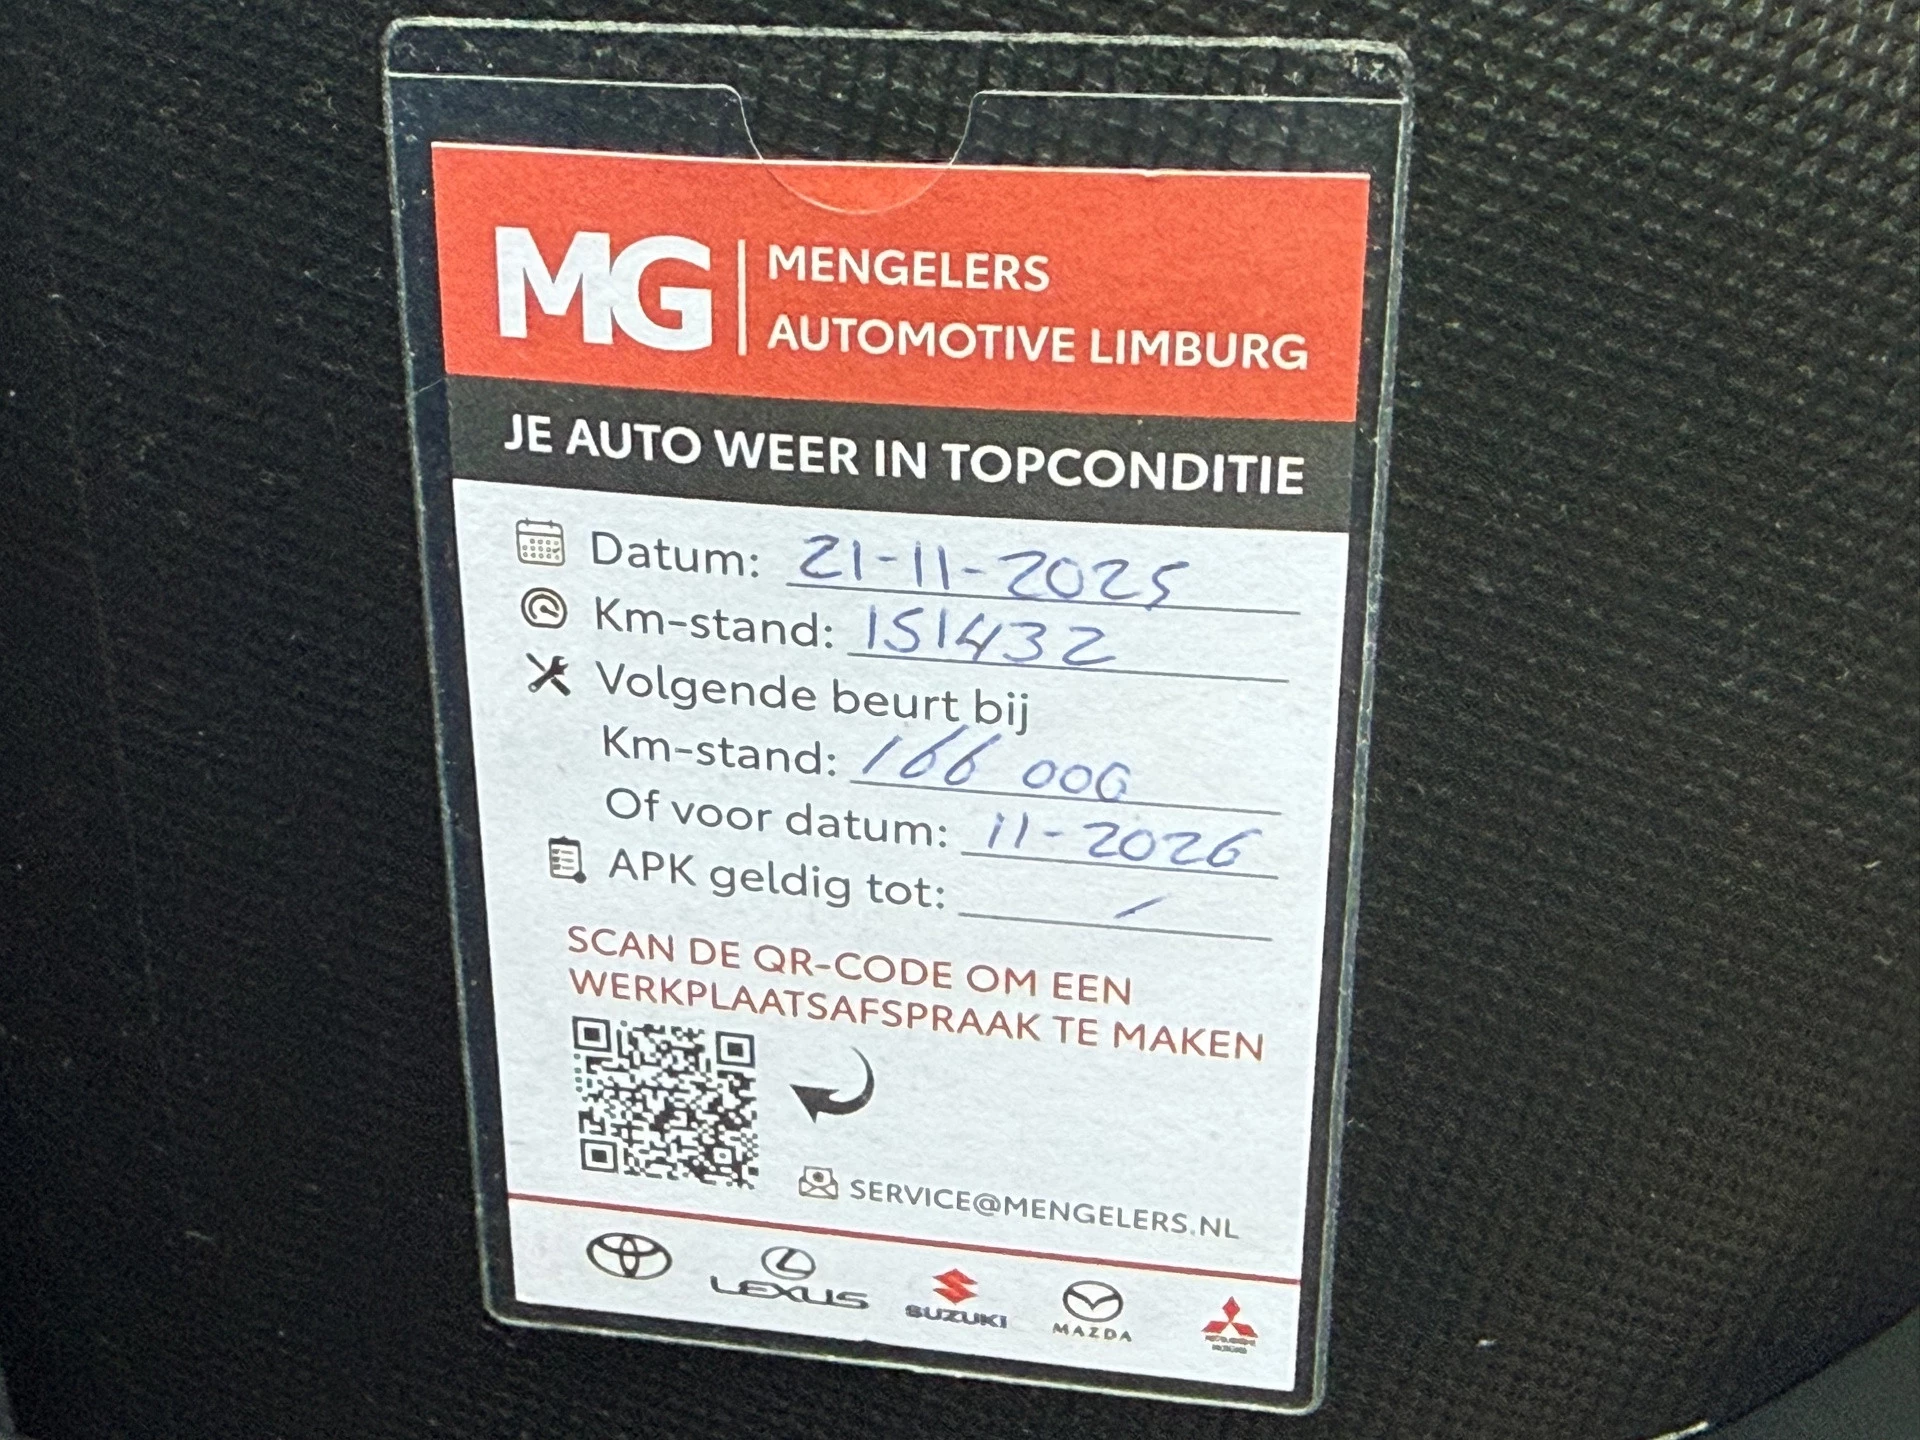 MG
MENGELERS
AUTOMOTIVE LIMBURG
JE AUTO WEER IN TOPCONDITIE
Datum: 21-11-2025
Km-stand: 151432
Volgende beurt bij
Km-stand: 166 000
Of voor datum: 11-2026
APK geldig tot: /
SCAN DE QR-CODE OM EEN
WERKPLAATSAFSPRAAK TE MAKEN
SERVICE@MENGELERS.NL
LEXUS
SUZUKI
MAZDA